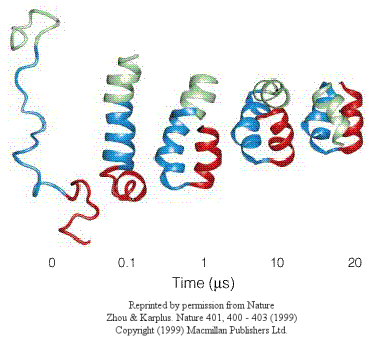 0 0.1 1 10 20
Time (μs)
Reprinted by permission from Nature
Zhou & Karplus. Nature 401, 400 - 403 (1999)
Copyright (1999) Macmillan Publishers Ltd.